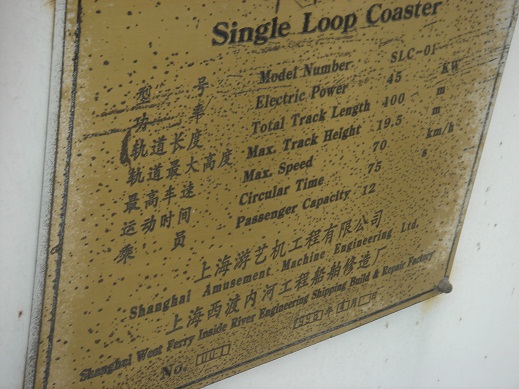 Single Loop Coaster
型 号 Model Number SLC-01
功 率 Electric Power 45 KW
轨道长度 Total Track Length 400 m
轨道最大高度 Max. Track Height 19.5 m
最高车速 Max. Speed 70 km/h
运动时间 Circular Time 75 s
乘 员 Passenger Capacity 12
上海游艺机工程有限公司
Shanghai Amusement Machine Engineering Ltd.
上海西渡内河工程船舶修造厂
Shanghai West Ferry Inside River Engineering Shipping Build & Repair Factory
No. 年 月